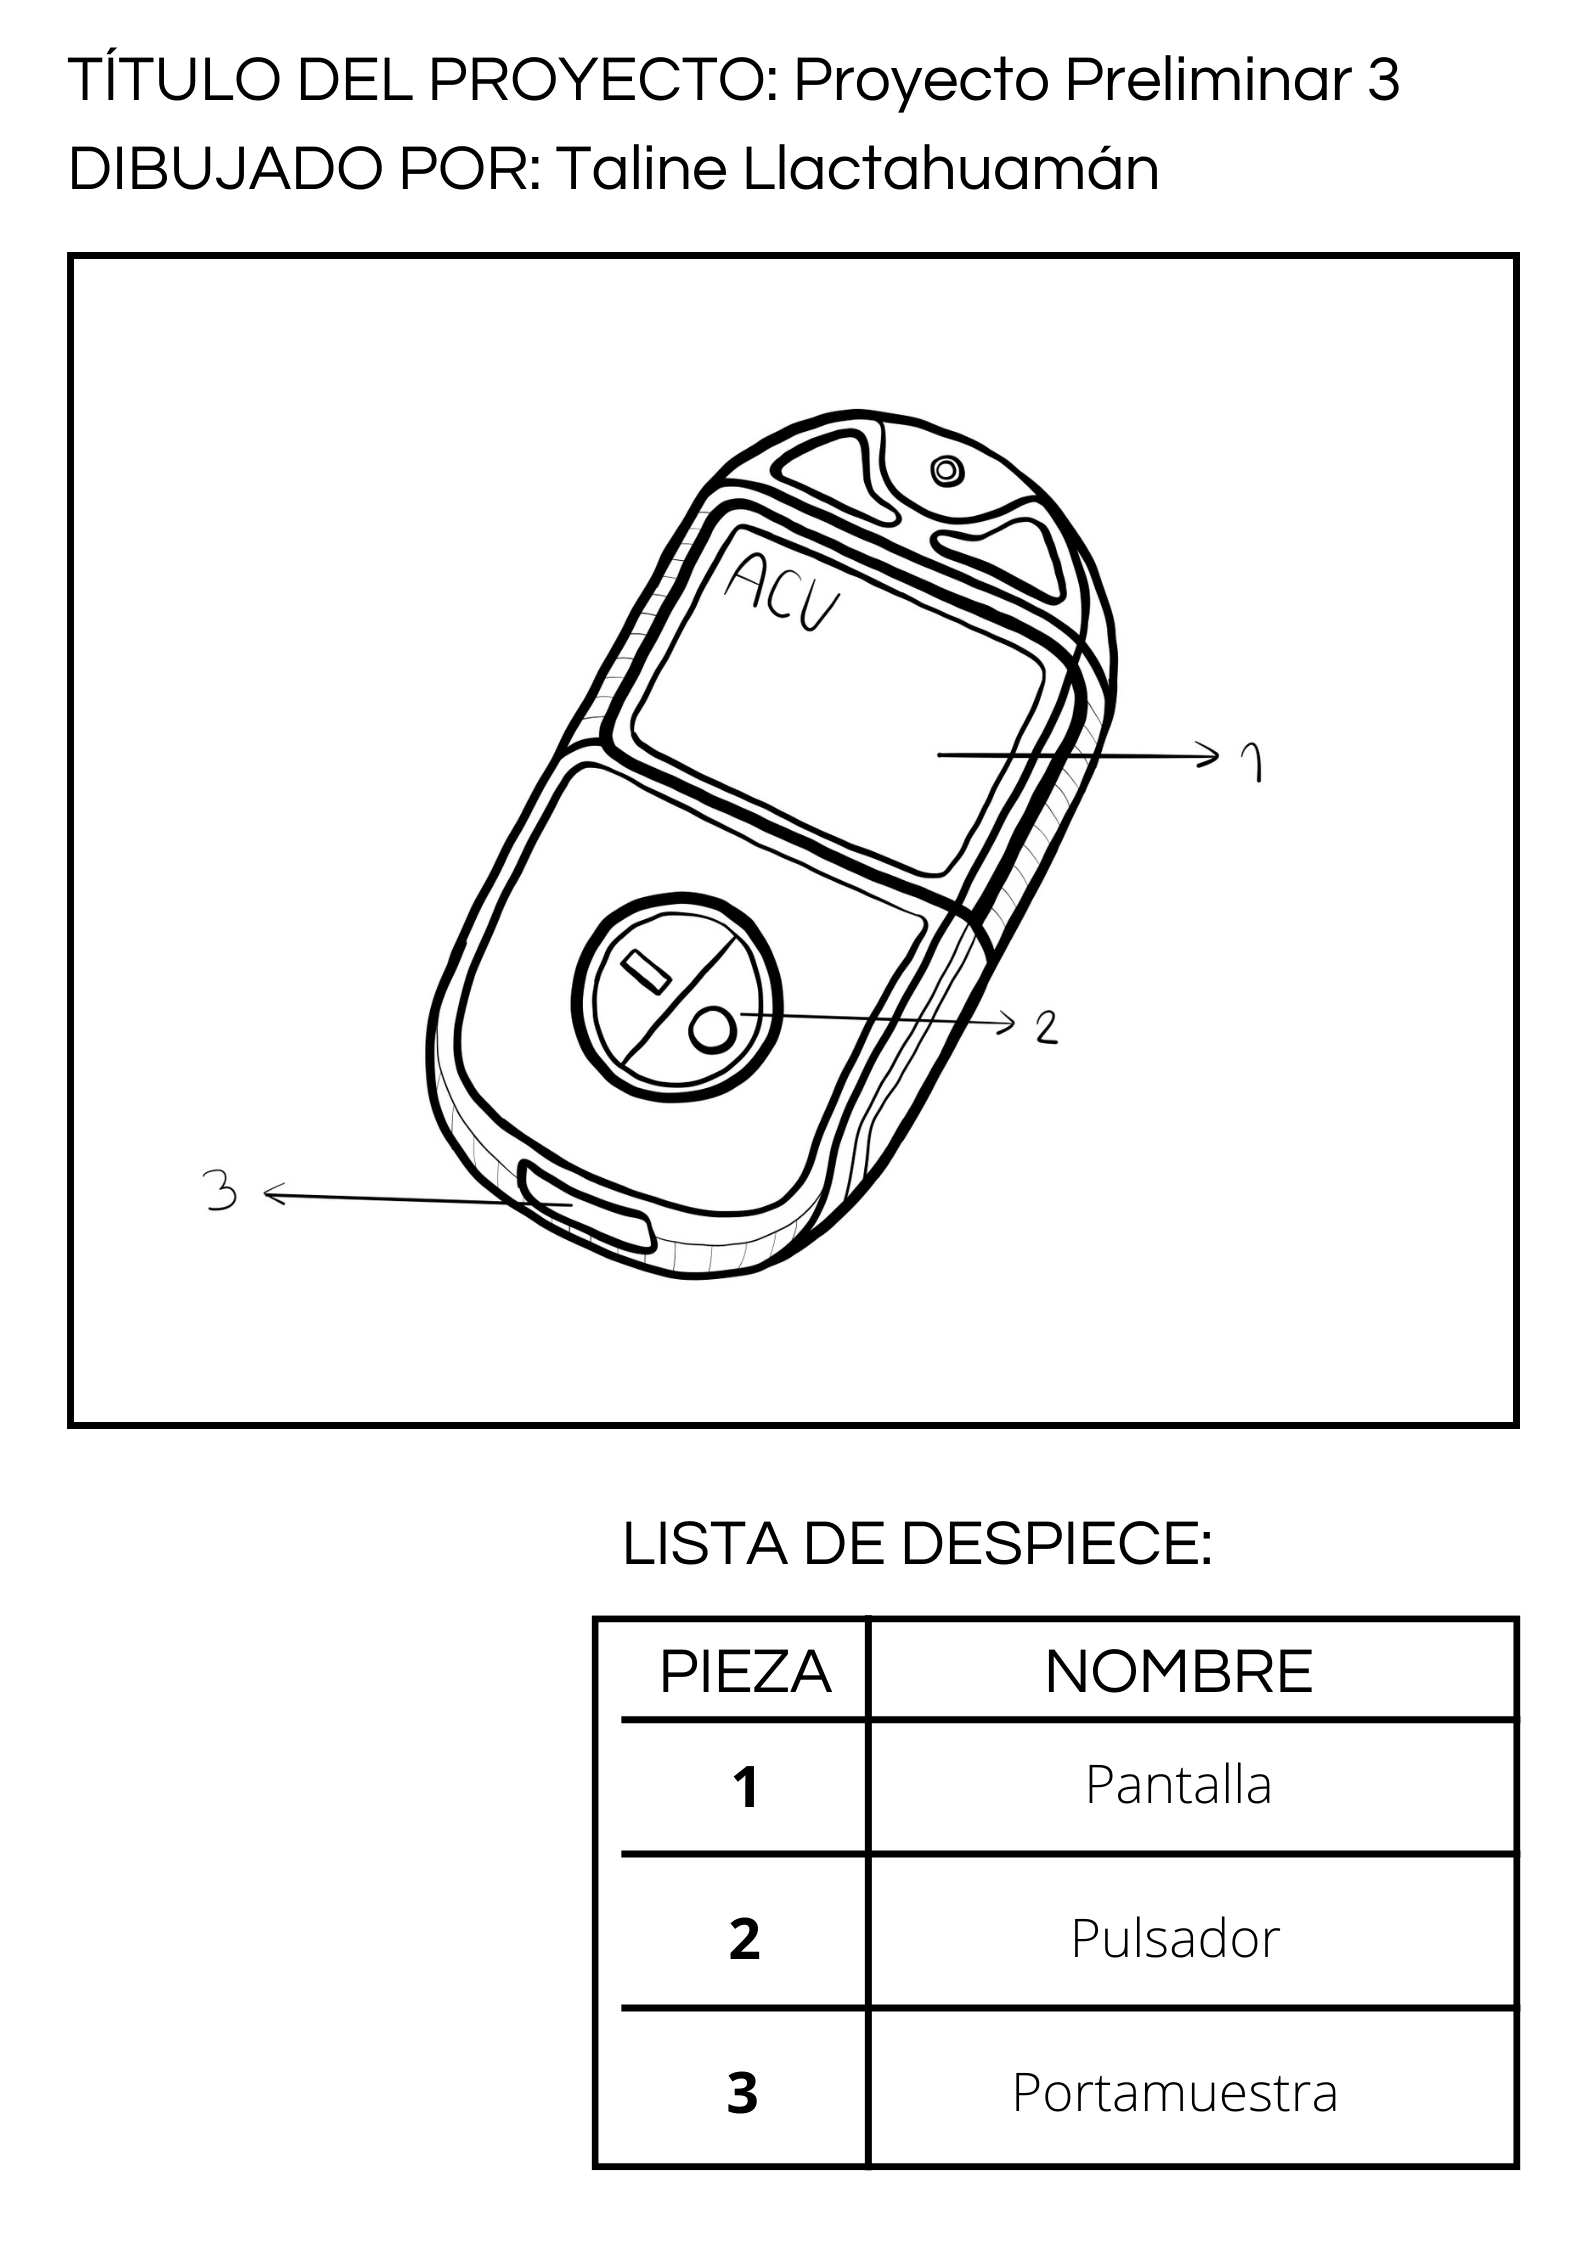 TÍTULO DEL PROYECTO: Proyecto Preliminar 3
DIBUJADO POR: Taline Llactahuamán
ACU
1
2
3
LISTA DE DESPIECE:
PIEZA NOMBRE
1 Pantalla
2 Pulsador
3 Portamuestra